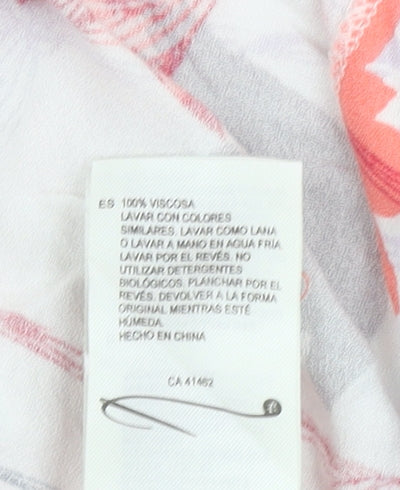 ES 100% VISCOSA
LAVAR CON COLORES
SIMILARES. LAVAR COMO LANA
O LAVAR A MANO EN AGUA FRÍA
LAVAR POR EL REVÉS. NO
UTILIZAR DETERGENTES
BIOLÓGICOS. PLANCHAR POR EL
REVÉS. DEVOLVER A LA FORMA
ORIGINAL MIENTRAS ESTÉ
HÚMEDA.
HECHO EN CHINA
CA 41462